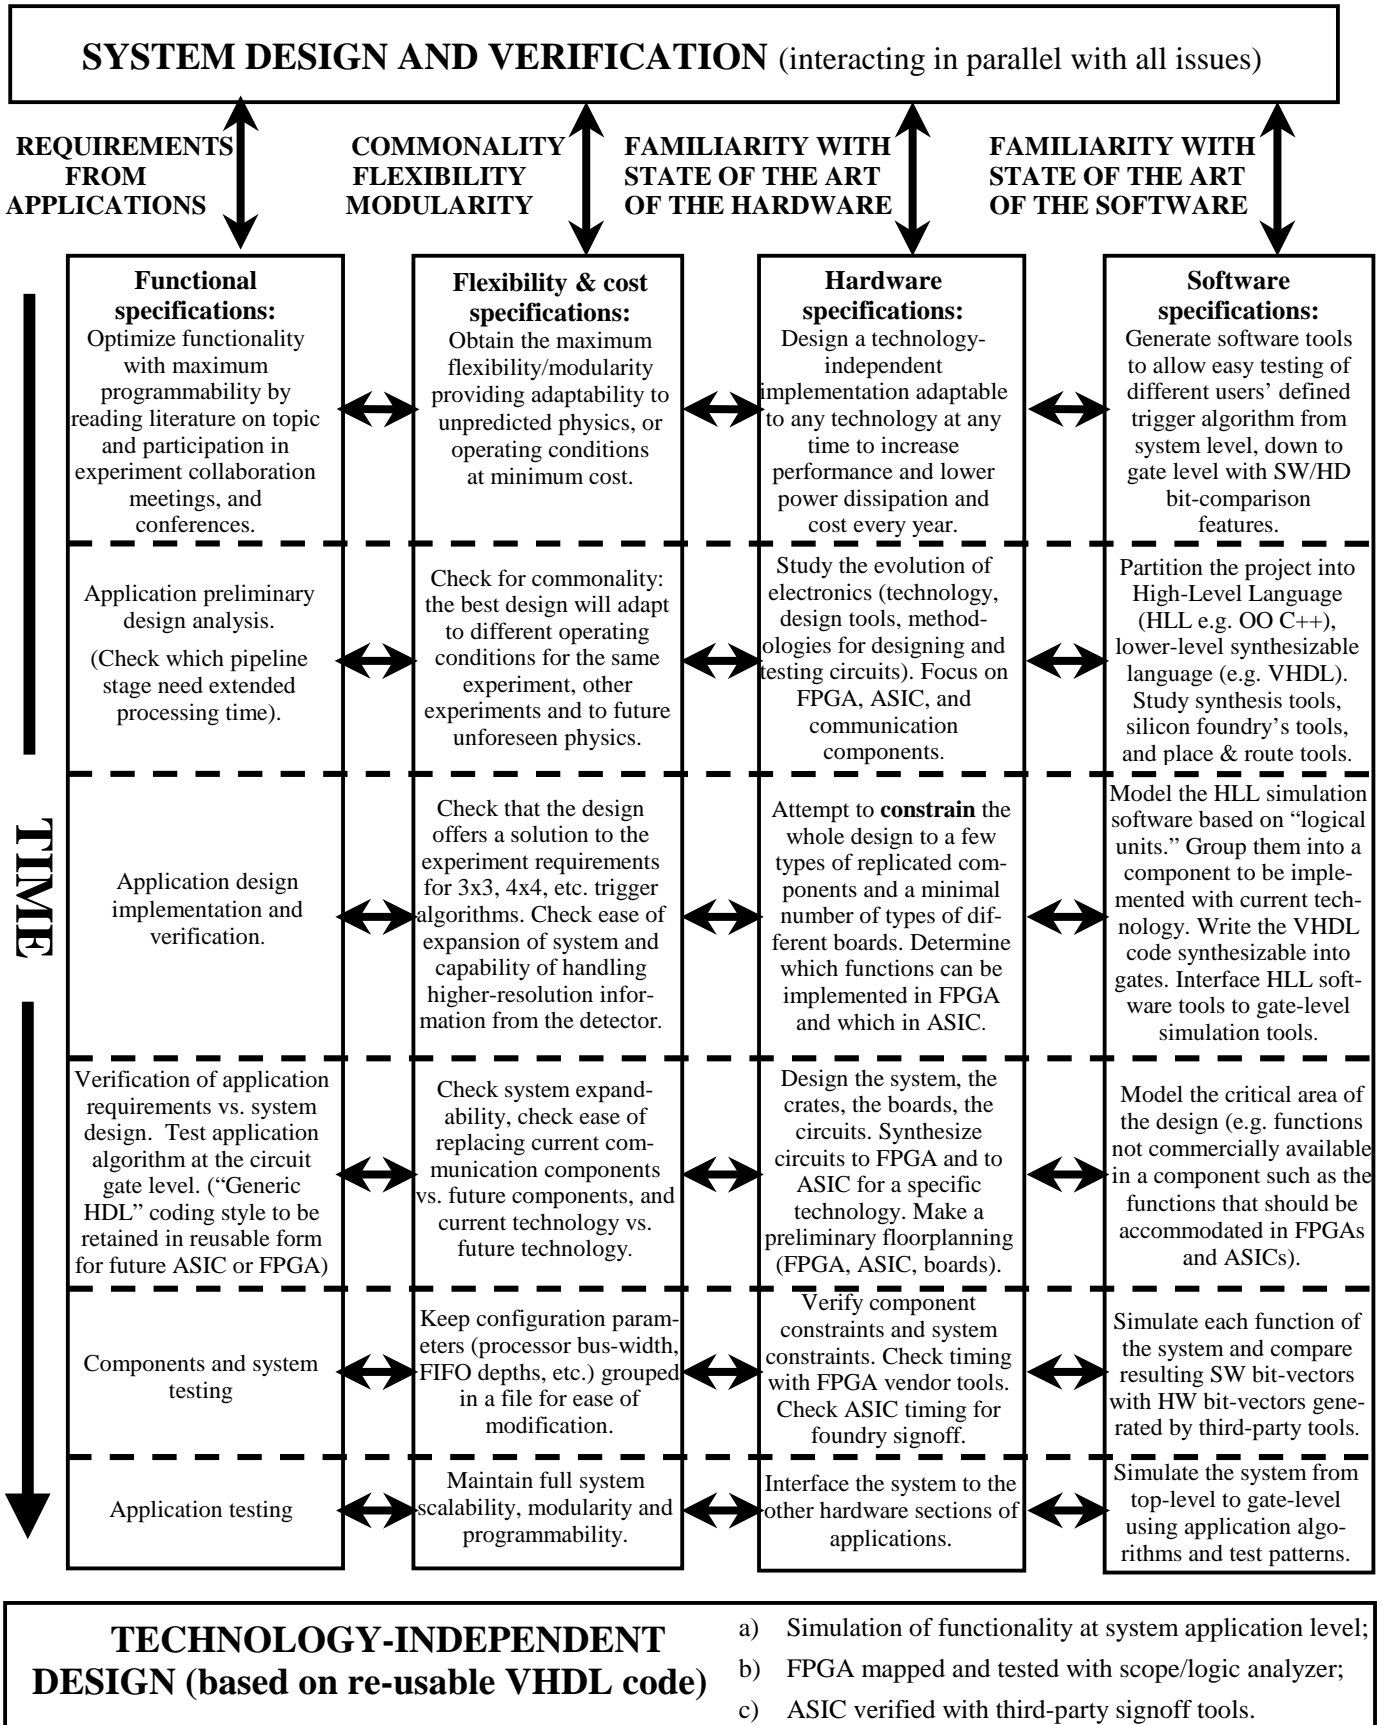 SYSTEM DESIGN AND VERIFICATION (interacting in parallel with all issues)
REQUIREMENTS
FROM
APPLICATIONS
COMMONALITY
FLEXIBILITY
MODULARITY
FAMILIARITY WITH
STATE OF THE ART
OF THE HARDWARE
FAMILIARITY WITH
STATE OF THE ART
OF THE SOFTWARE
TIME
Functional
specifications:
Optimize functionality
with maximum
programmability by
reading literature on topic
and participation in
experiment collaboration
meetings, and
conferences.
Flexibility & cost
specifications:
Obtain the maximum
flexibility/modularity
providing adaptability to
unpredicted physics, or
operating conditions
at minimum cost.
Hardware
specifications:
Design a technology-
independent
implementation adaptable
to any technology at any
time to increase
performance and lower
power dissipation and
cost every year.
Software
specifications:
Generate software tools
to allow easy testing of
different users’ defined
trigger algorithm from
system level, down to
gate level with SW/HD
bit-comparison
features.
Application preliminary
design analysis.
(Check which pipeline
stage need extended
processing time).
Check for commonality:
the best design will adapt
to different operating
conditions for the same
experiment, other
experiments and to future
unforeseen physics.
Study the evolution of
electronics (technology,
design tools, method-
ologies for designing and
testing circuits). Focus on
FPGA, ASIC, and
communication
components.
Partition the project into
High-Level Language
(HLL e.g. OO C++),
lower-level synthesizable
language (e.g. VHDL).
Study synthesis tools,
silicon foundry’s tools,
and place & route tools.
Application design
implementation and
verification.
Check that the design
offers a solution to the
experiment requirements
for 3x3, 4x4, etc. trigger
algorithms. Check ease of
expansion of system and
capability of handling
higher-resolution infor-
mation from the detector.
Attempt to constrain the
whole design to a few
types of replicated com-
ponents and a minimal
number of types of dif-
ferent boards. Determine
which functions can be
implemented in FPGA
and which in ASIC.
Model the HLL simulation
software based on “logical
units.” Group them into a
component to be imple-
mented with current tech-
nology. Write the VHDL
code synthesizable into
gates. Interface HLL soft-
ware tools to gate-level
simulation tools.
Verification of application
requirements vs. system
design. Test application
algorithm at the circuit
gate level. (“Generic
HDL” coding style to be
retained in reusable form
for future ASIC or FPGA)
Check system expand-
ability, check ease of
replacing current com-
munication components
vs. future components, and
current technology vs.
future technology.
Design the system, the
crates, the boards, the
circuits. Synthesize
circuits to FPGA and to
ASIC for a specific
technology. Make a
preliminary floorplanning
(FPGA, ASIC, boards).
Model the critical area of
the design (e.g. functions
not commercially available
in a component such as the
functions that should be
accommodated in FPGAs
and ASICs).
Components and system
testing
Keep configuration param-
eters (processor bus-width,
FIFO depths, etc.) grouped
in a file for ease of
modification.
Verify component
constraints and system
constraints. Check timing
with FPGA vendor tools.
Check ASIC timing for
foundry signoff.
Simulate each function of
the system and compare
resulting SW bit-vectors
with HW bit-vectors gene-
rated by third-party tools.
Application testing
Maintain full system
scalability, modularity and
programmability.
Interface the system to the
other hardware sections of
applications.
Simulate the system from
top-level to gate-level
using application algo-
rithms and test patterns.
TECHNOLOGY-INDEPENDENT
DESIGN (based on re-usable VHDL code)
a) Simulation of functionality at system application level;
b) FPGA mapped and tested with scope/logic analyzer;
c) ASIC verified with third-party signoff tools.